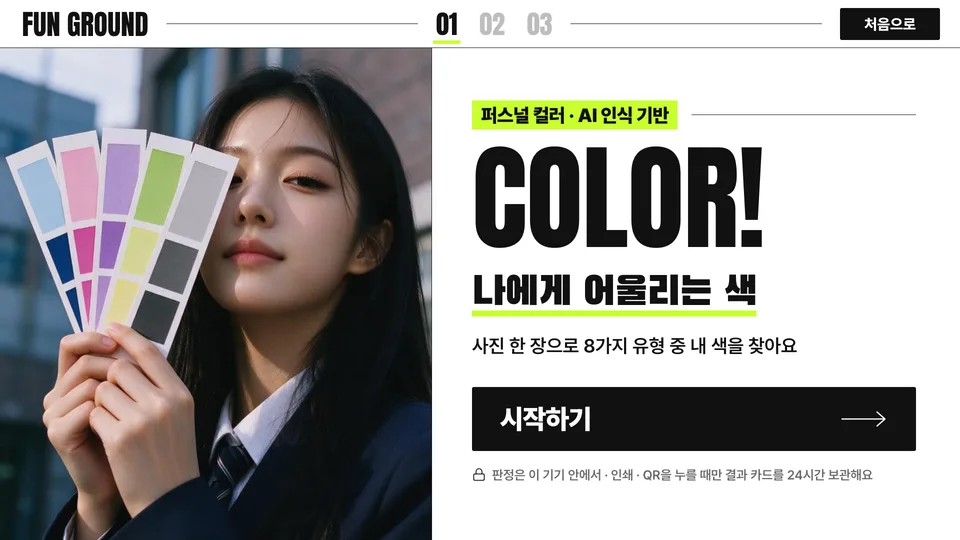 FUN GROUND
01 02 03
처음으로
퍼스널 컬러 · AI 인식 기반
COLOR!
나에게 어울리는 색
사진 한 장으로 8가지 유형 중 내 색을 찾아요
시작하기
판정은 이 기기 안에서 · 인쇄 · QR을 누를 때만 결과 카드를 24시간 보관해요